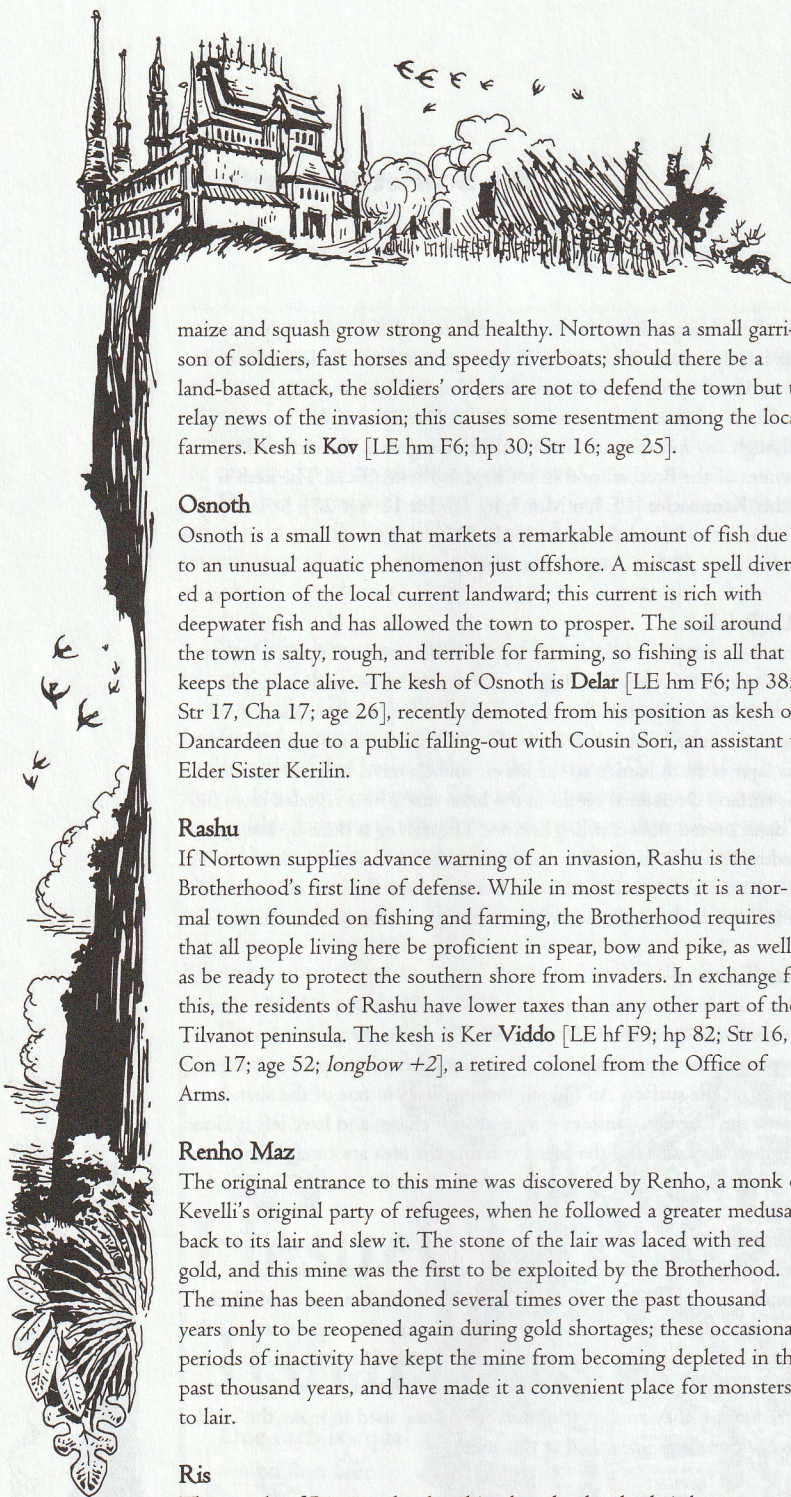 maize and squash grow strong and healthy. Nortown has a small garri-
son of soldiers, fast horses and speedy riverboats; should there be a
land-based attack, the soldiers' orders are not to defend the town but
relay news of the invasion; this causes some resentment among the
farmers. Kesh is Kov [LE hm F6; hp 30; Str 16; age 25].
Osnoth
Osnoth is a small town that markets a remarkable amount of fish due
to an unusual aquatic phenomenon just offshore. A miscast spell diver
ed a portion of the local current landward; this current is rich with
deepwater fish and has allowed the town to prosper. The soil around
the town is salty, rough, and terrible for farming, so fishing is all that
keeps the place alive. The kesh of Osnoth is Delar [LE hm F6; hp 38;
Str 17, Cha 17; age 26], recently demoted from his position as kesh o
Dancardeen due to a public falling-out with Cousin Sori, an assistant
Elder Sister Kerilin.
Rashu
If Nortown supplies advance warning of an invasion, Rashu is the
Brotherhood's first line of defense. While in most respects it is a nor-
mal town founded on fishing and farming, the Brotherhood requires
that all people living here be proficient in spear, bow and pike, as well
as be ready to protect the southern shore from invaders. In exchange f
this, the residents of Rashu have lower taxes than any other part of the
Tilvanot peninsula. The kesh is Ker Viddo [LE hf F9; hp 82; Str 16,
Con 17; age 52; longbow +2], a retired colonel from the Office of
Arms.
Renho Maz
The original entrance to this mine was discovered by Renho, a monk
Kevelli's original party of refugees, when he followed a greater medusa
back to its lair and slew it. The stone of the lair was laced with red
gold, and this mine was the first to be exploited by the Brotherhood.
The mine has been abandoned several times over the past thousand
years only to be reopened again during gold shortages; these occasiona
periods of inactivity have kept the mine from becoming depleted in th
past thousand years, and have made it a convenient place for monsters
to lair.
Ris